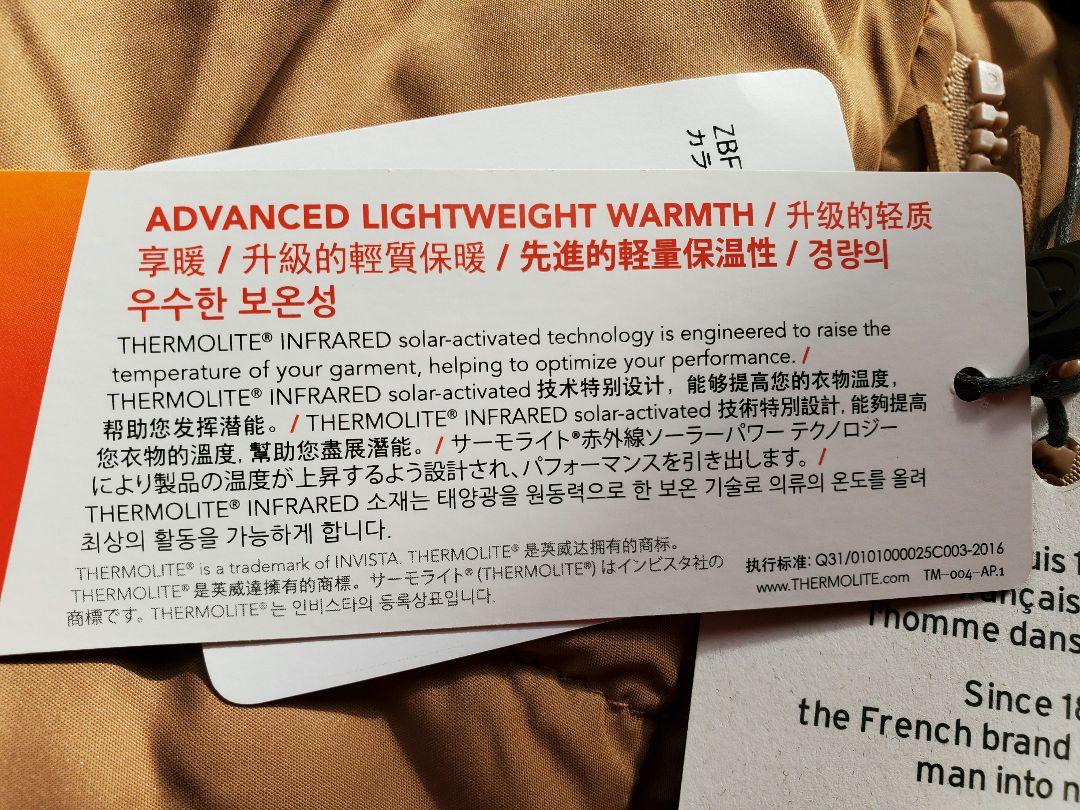 ZBF
カラ
ADVANCED LIGHTWEIGHT WARMTH / 升级的轻质
享暖 / 升級的輕質保暖 / 先進的軽量保温性 / 경량의
우수한 보온성
THERMOLITE® INFRARED solar-activated technology is engineered to raise the
temperature of your garment, helping to optimize your performance. /
THERMOLITE® INFRARED solar-activated 技术特别设计，能够提高您的衣物温度，
帮助您发挥潜能。 / THERMOLITE® INFRARED solar-activated 技術特別設計, 能夠提高
您衣物的溫度, 幫助您盡展潛能。 / サーモライト®赤外線ソーラーパワー テクノロジー
により製品の温度が上昇するよう設計され、パフォーマンスを引き出します。 /
THERMOLITE® INFRARED 소재는 태양광을 원동력으로 한 보온 기술로 의류의 온도를 올려
최상의 활동을 가능하게 합니다.
THERMOLITE® is a trademark of INVISTA. THERMOLITE® 是英威达拥有的商标。
THERMOLITE® 是英威達擁有的商標。サーモライト® (THERMOLITE®) はインビスタ社の
商標です。THERMOLITE®는 인비스타의 등록상표입니다.
执行标准: Q31/0101000025C003-2016
www.THERMOLITE.com TM-004-AP.1
l'homme dans
Since
the French brand
man into